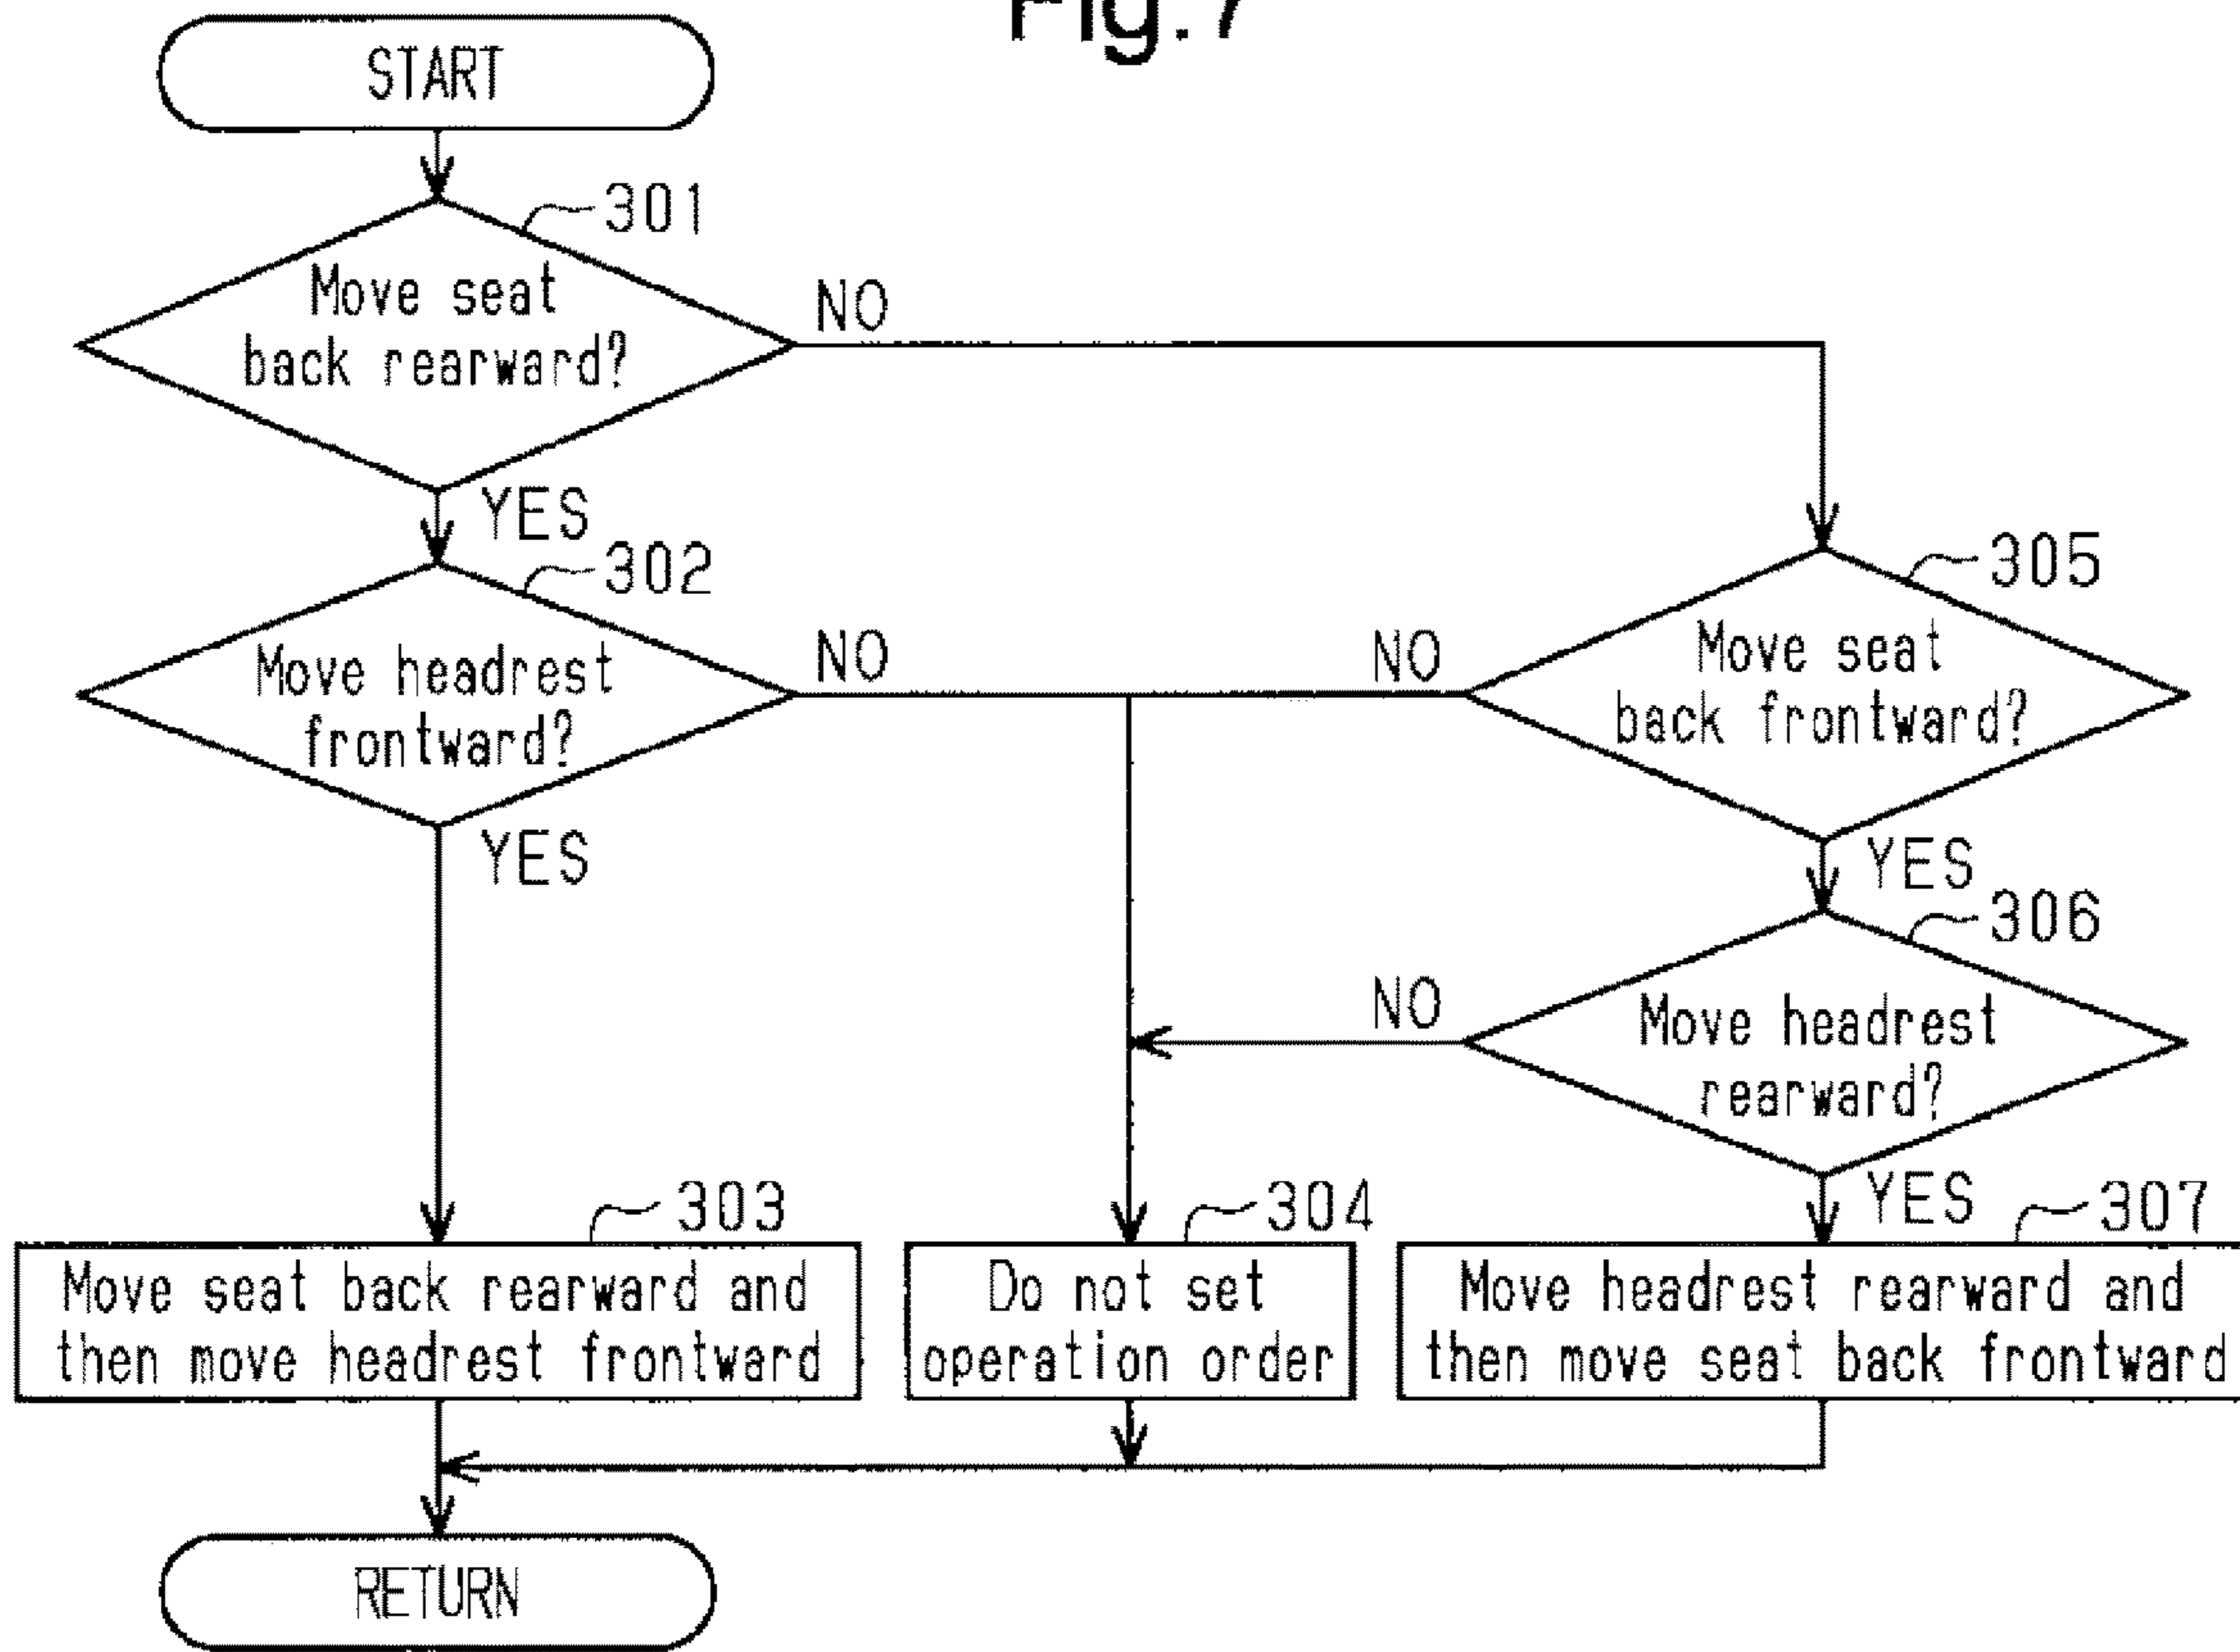 Fig.7
START
301
Move seat
back rearward?
NO
YES
302
Move headrest
frontward?
NO
YES
305
Move seat
back frontward?
NO
YES
306
Move headrest
rearward?
NO
YES
303
Move seat back rearward and
then move headrest frontward
304
Do not set
operation order
307
Move headrest rearward and
then move seat back frontward
RETURN